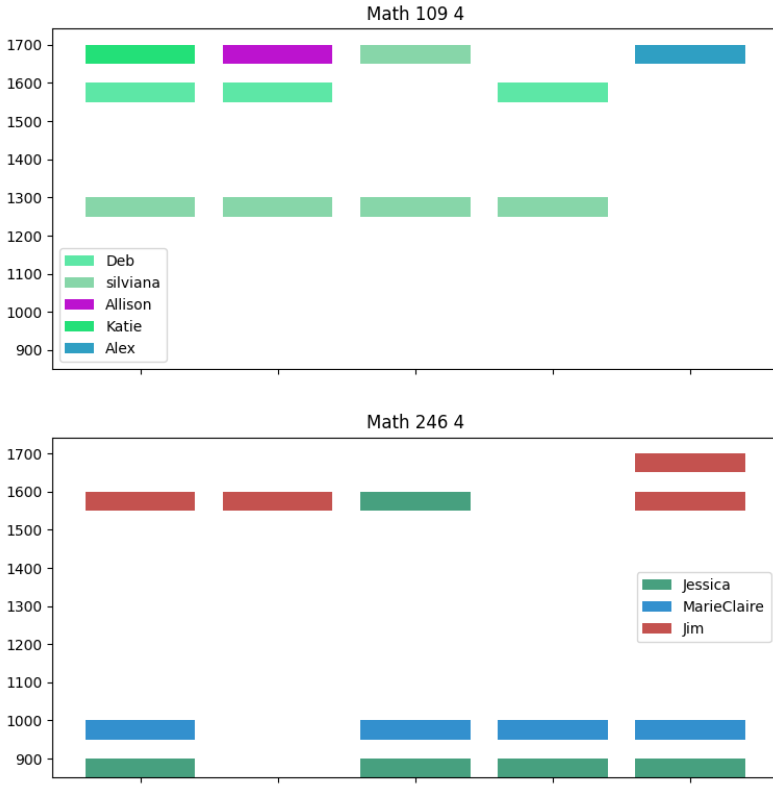 Math 109 4
1700
1600
1500
1400
1300
1200
1100
1000
900
Deb
silviana
Allison
Katie
Alex
Math 246 4
1700
1600
1500
1400
1300
1200
1100
1000
900
Jessica
MarieClaire
Jim